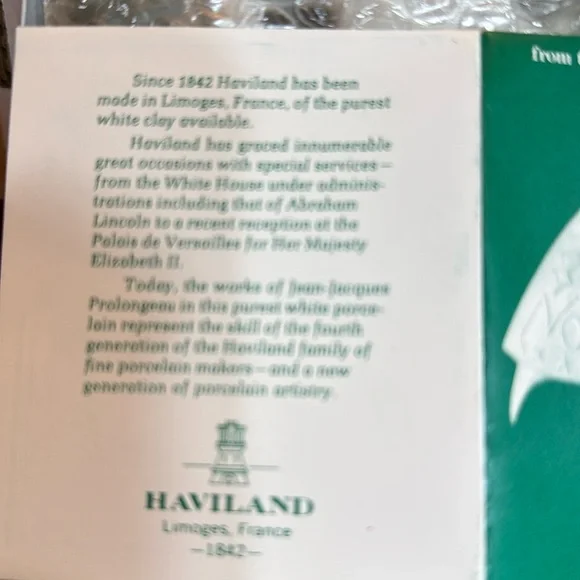 Since 1842 Haviland has been
made in Limoges, France, of the purest
white clay available.
Haviland has graced innumerable
great occasions with special services—
from the White House under adminis-
trations including that of Abraham
Lincoln to a recent reception at the
Palais de Versailles for Her Majesty
Elizabeth II.
Today, the works of Jean-Jacques
Prolongeau in this purest white porce-
lain represent the skill of the fourth
generation of the Haviland family of
fine porcelain makers—and a new
generation of porcelain artistry.
HAVILAND
Limoges, France
—1842—
from